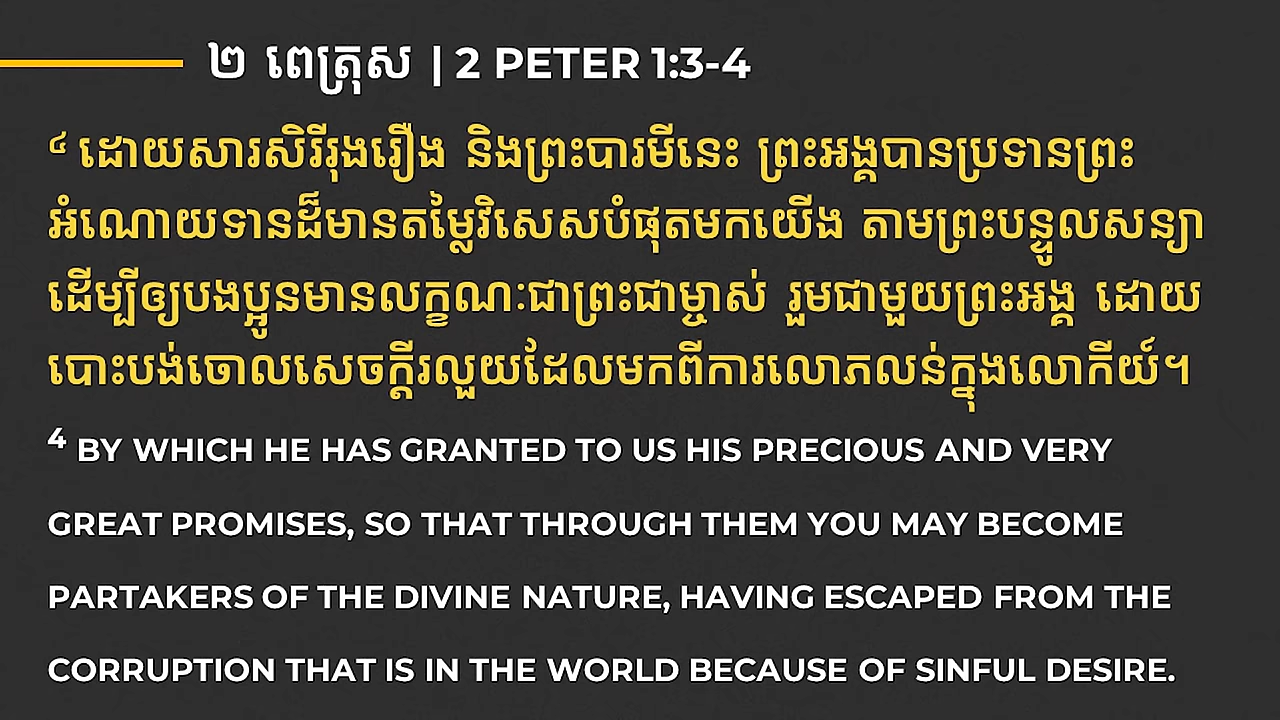 ២ ពេត្រុស | 2 PETER 1:3-4
៤ ដោយសារសិរីរុងរឿង និងព្រះបារមីនេះ ព្រះអង្គបានប្រទានព្រះ
អំណោយទានដ៏មានតម្លៃវិសេសបំផុតមកយើង តាមព្រះបន្ទូលសន្យា
ដើម្បីឲ្យបងប្អូនមានលក្ខណៈជាព្រះជាម្ចាស់ រួមជាមួយព្រះអង្គ ដោយ
បោះបង់ចោលសេចក្ដីរលួយដែលមកពីការលោភលន់ក្នុងលោកីយ៍។
4 BY WHICH HE HAS GRANTED TO US HIS PRECIOUS AND VERY
GREAT PROMISES, SO THAT THROUGH THEM YOU MAY BECOME
PARTAKERS OF THE DIVINE NATURE, HAVING ESCAPED FROM THE
CORRUPTION THAT IS IN THE WORLD BECAUSE OF SINFUL DESIRE.